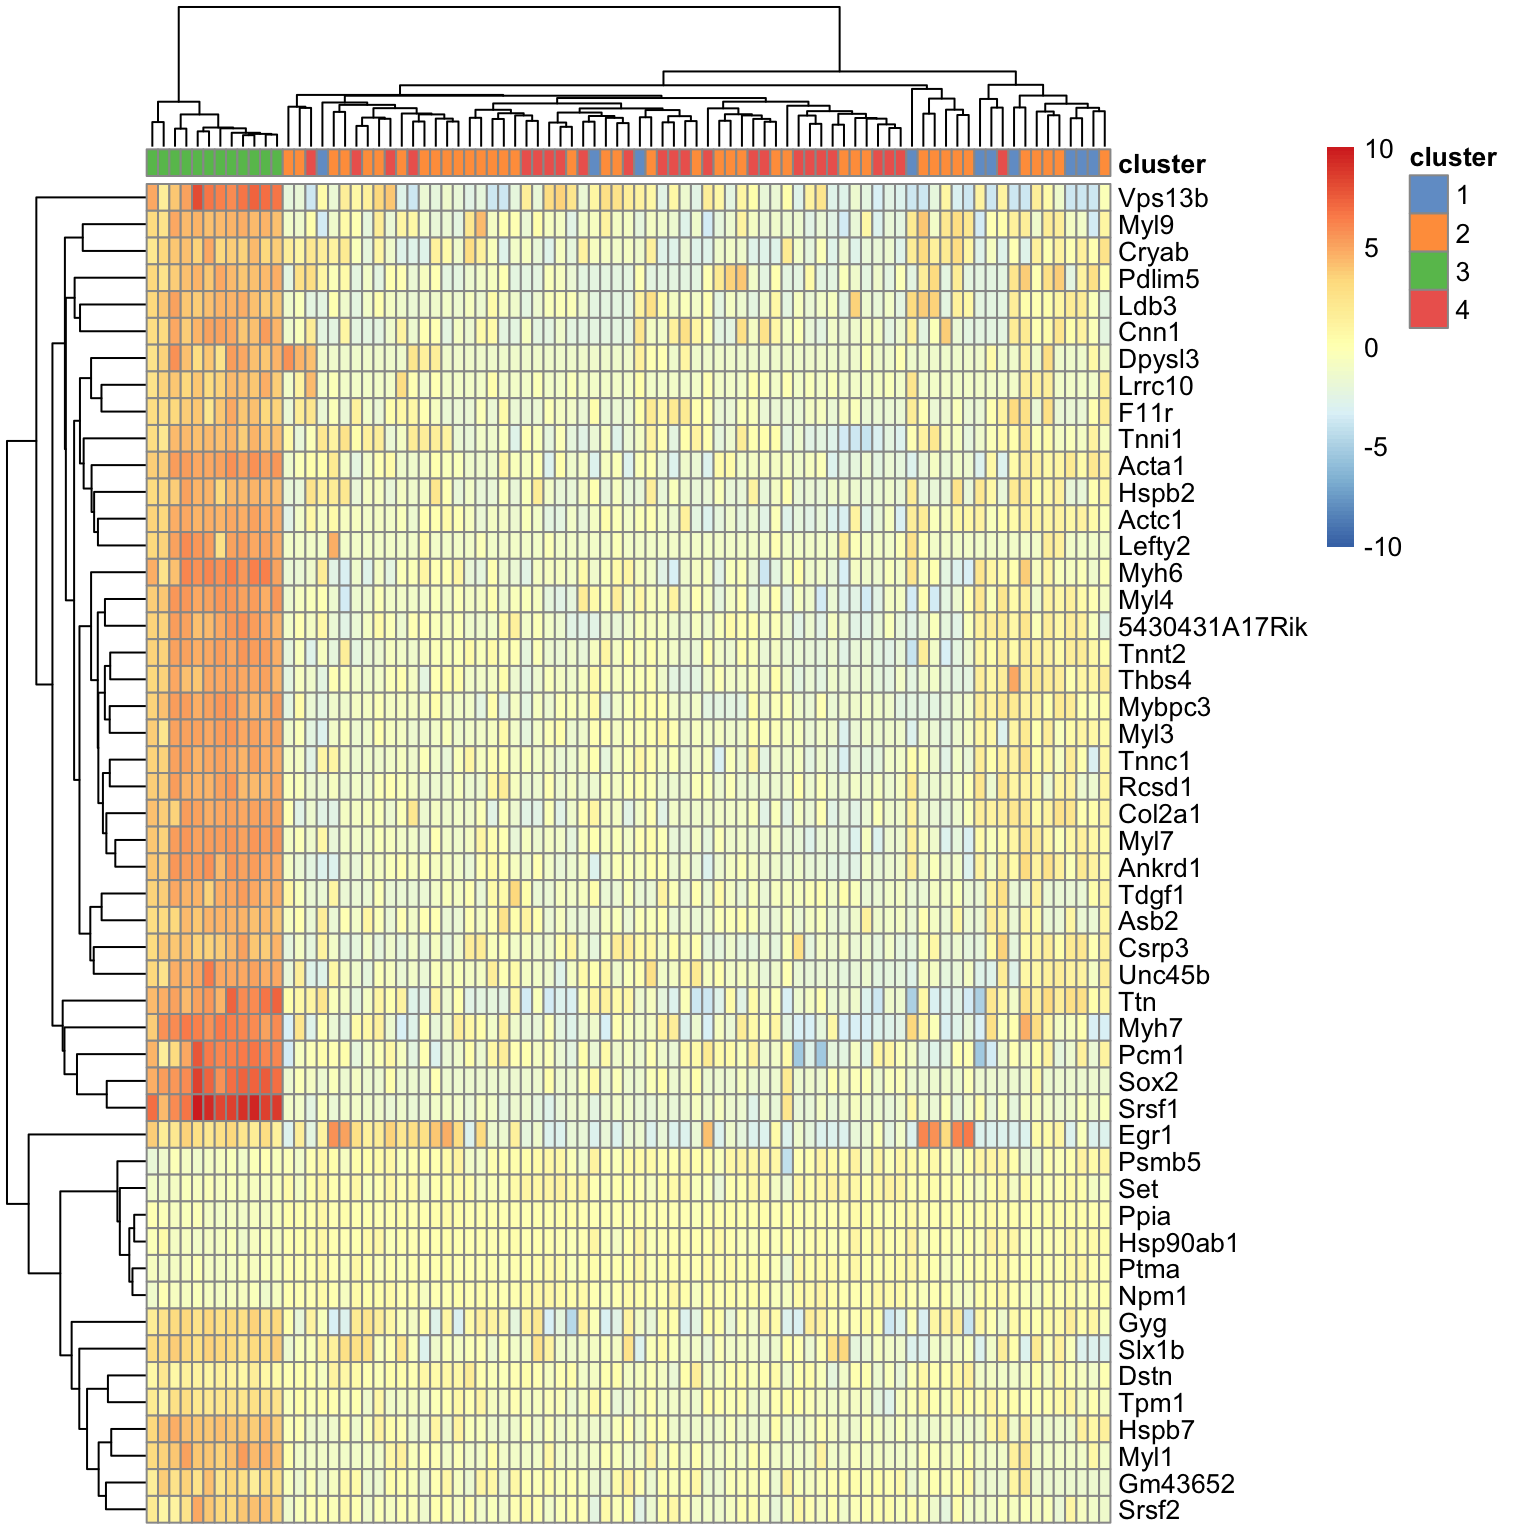 cluster
Vps13b
Myl9
Cryab
Pdlim5
Ldb3
Cnn1
Dpysl3
Lrrc10
F11r
Tnni1
Acta1
Hspb2
Actc1
Lefty2
Myh6
Myl4
5430431A17Rik
Tnnt2
Thbs4
Mybpc3
Myl3
Tnnc1
Rcsd1
Col2a1
Myl7
Ankrd1
Tdgf1
Asb2
Csrp3
Unc45b
Ttn
Myh7
Pcm1
Sox2
Srsf1
Egr1
Psmb5
Set
Ppia
Hsp90ab1
Ptma
Npm1
Gyg
Slx1b
Dstn
Tpm1
Hspb7
Myl1
Gm43652
Srsf2
10
5
0
-5
-10
cluster
1
2
3
4